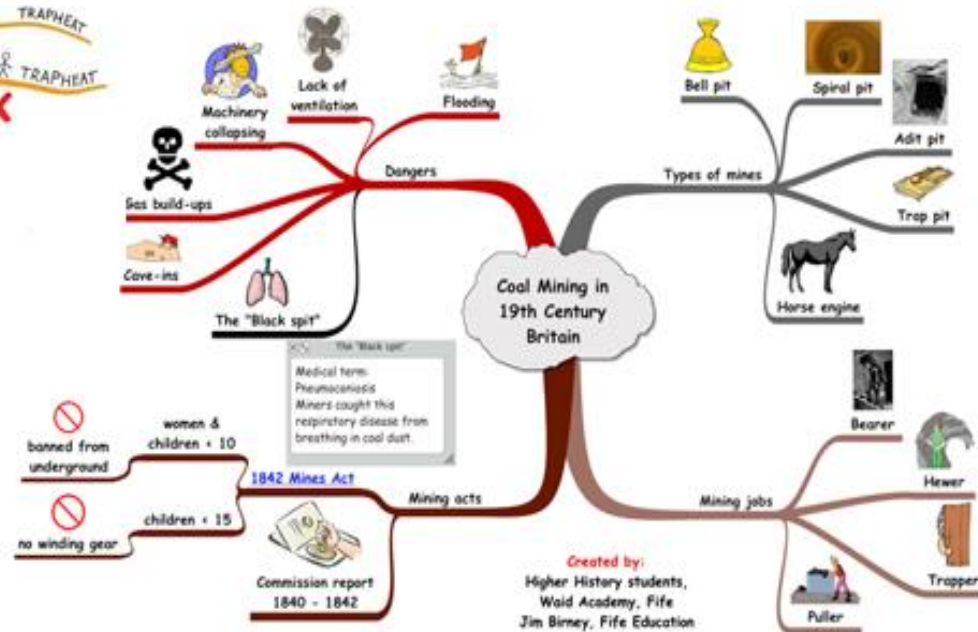 TRAPHEAT
TRAPHEAT
Machinery
collapsing
Lack of
ventilation
Flooding
Gas build-ups
Cave-ins
The "Black spit"
Dangers
Bell pit
Spiral pit
Adit pit
Trap pit
Horse engine
Types of mines
Coal Mining in
19th Century
Britain
The "Black spit"
Medical term:
Pneumoconiosis
Miners caught this
respiratory disease from
breathing in coal dust.
women &
children < 10
banned from
underground
1842 Mines Act
children < 15
no winding gear
Mining acts
Commission report
1840 - 1842
Bearer
Hewer
Mining jobs
Trapper
Puller
Created by:
Higher History students,
Waid Academy, Fife
Jim Birney, Fife Education